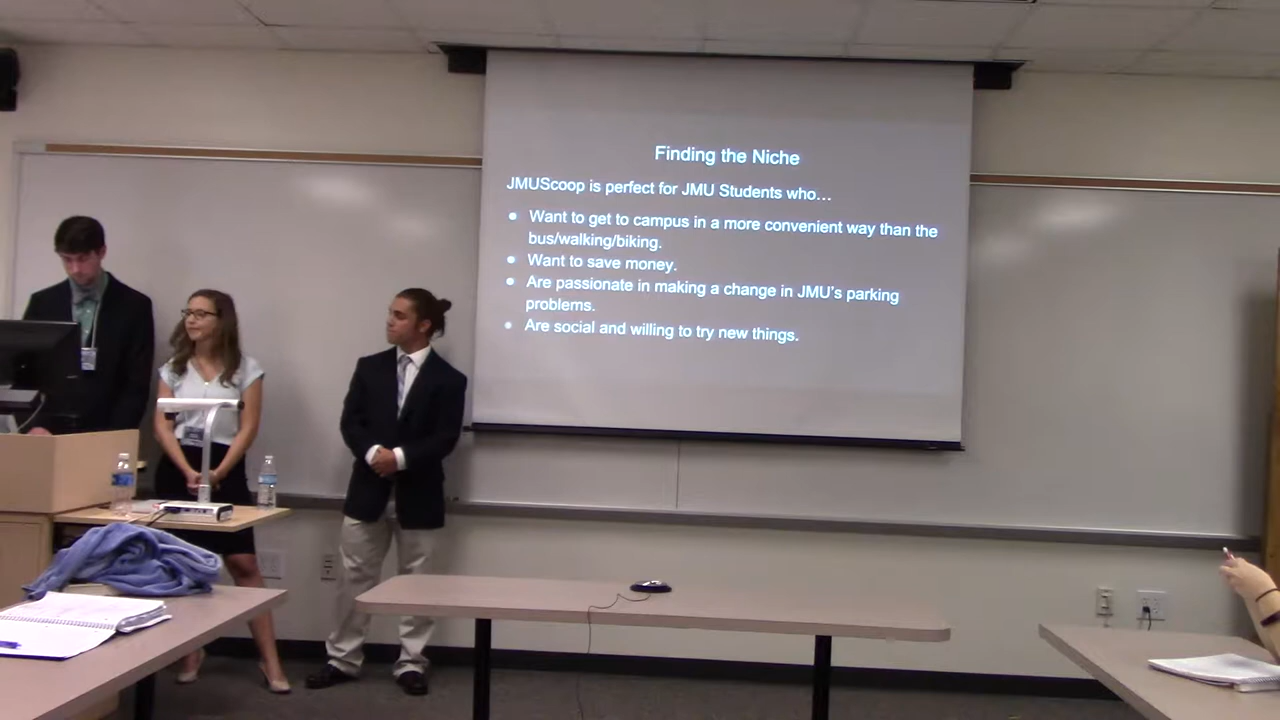 Finding the Niche
JMUScoop is perfect for JMU Students who…
● Want to get to campus in a more convenient way than the
bus/walking/biking.
● Want to save money.
● Are passionate in making a change in JMU's parking
problems.
● Are social and willing to try new things.